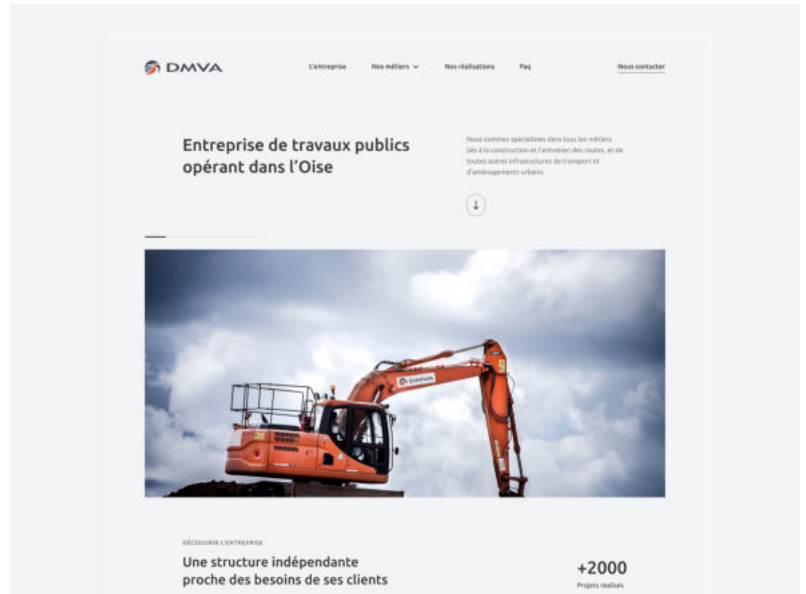 DMVA
L'entreprise
Nos métiers
Nos réalisations
Faq
Nous contacter
Entreprise de travaux publics
opérant dans l'Oise
Nous sommes spécialistes dans tous les métiers
liés à la construction et l'entretien des routes, et de
toutes autres infrastuctures de transport et
d'aménagements urbains
DMVA
DÉCOUVRIR L'ENTREPRISE
Une structure indépendante
proche des besoins de ses clients
+2000
Projets réalisés